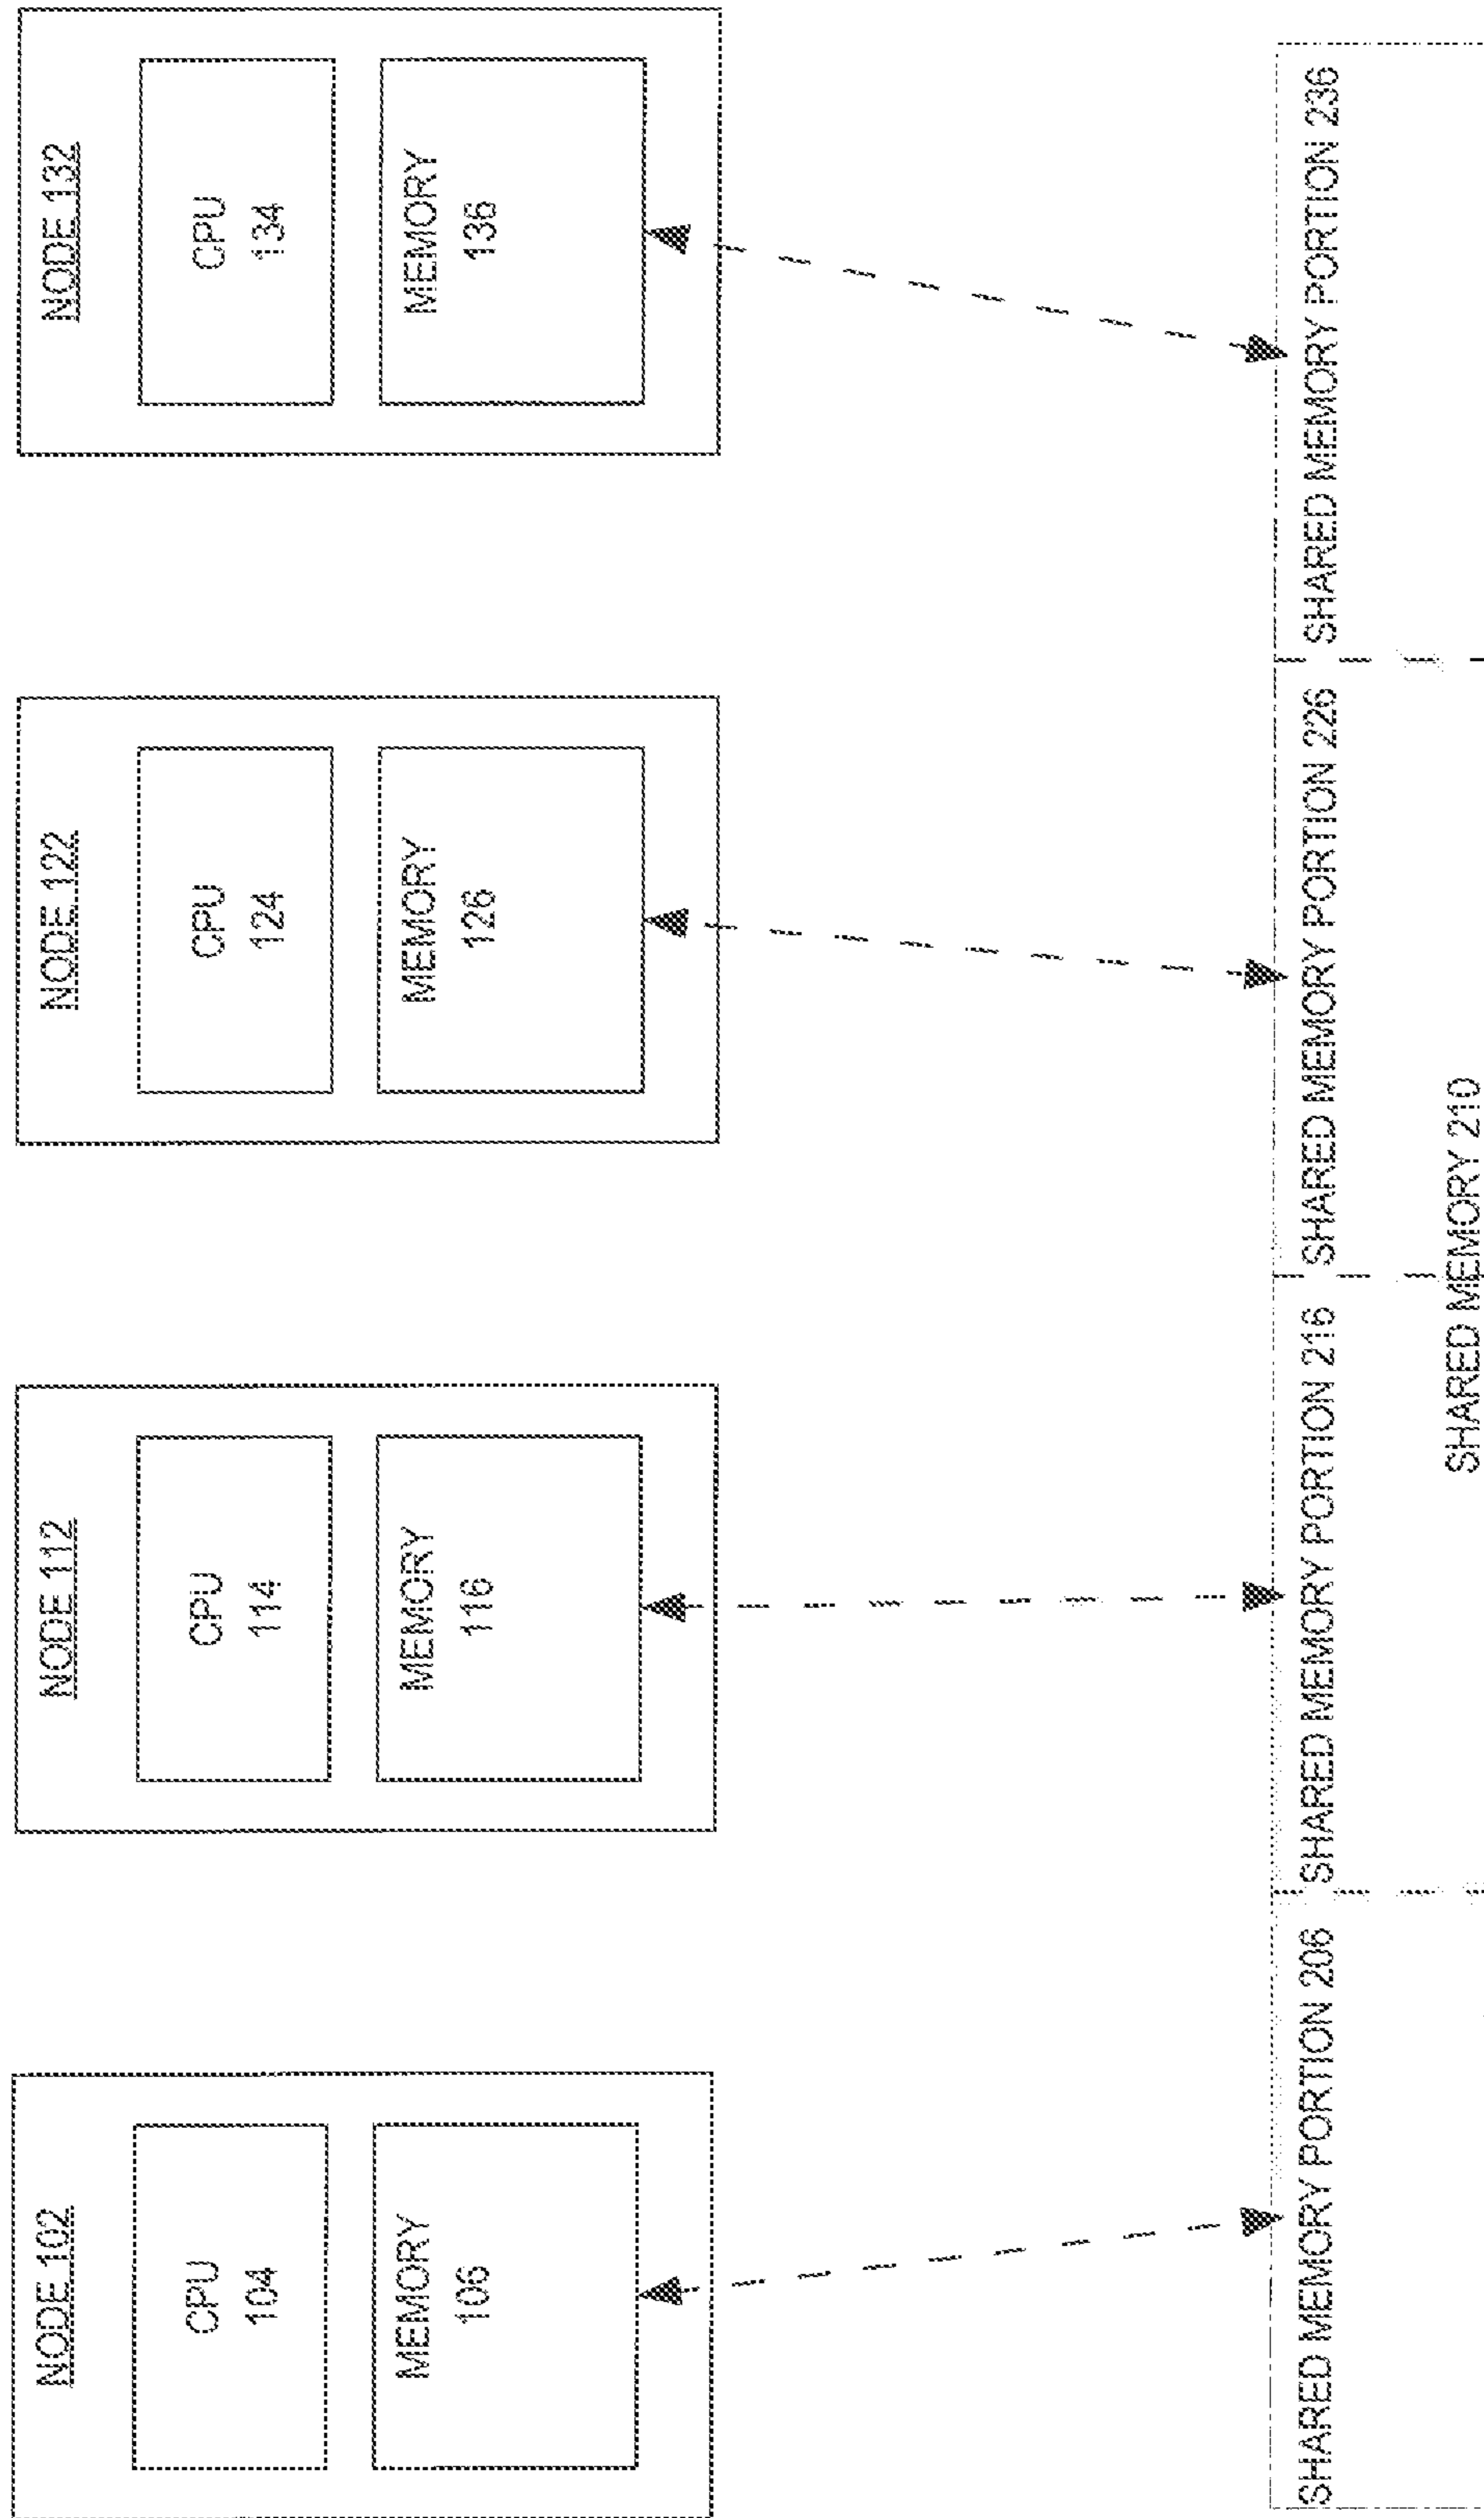 NODE 102
CPU
104
MEMORY
106
NODE 112
CPU
114
MEMORY
116
NODE 122
CPU
124
MEMORY
126
NODE 132
CPU
134
MEMORY
136
SHARED MEMORY PORTION 206
SHARED MEMORY PORTION 216
SHARED MEMORY PORTION 226
SHARED MEMORY PORTION 236
SHARED MEMORY 210